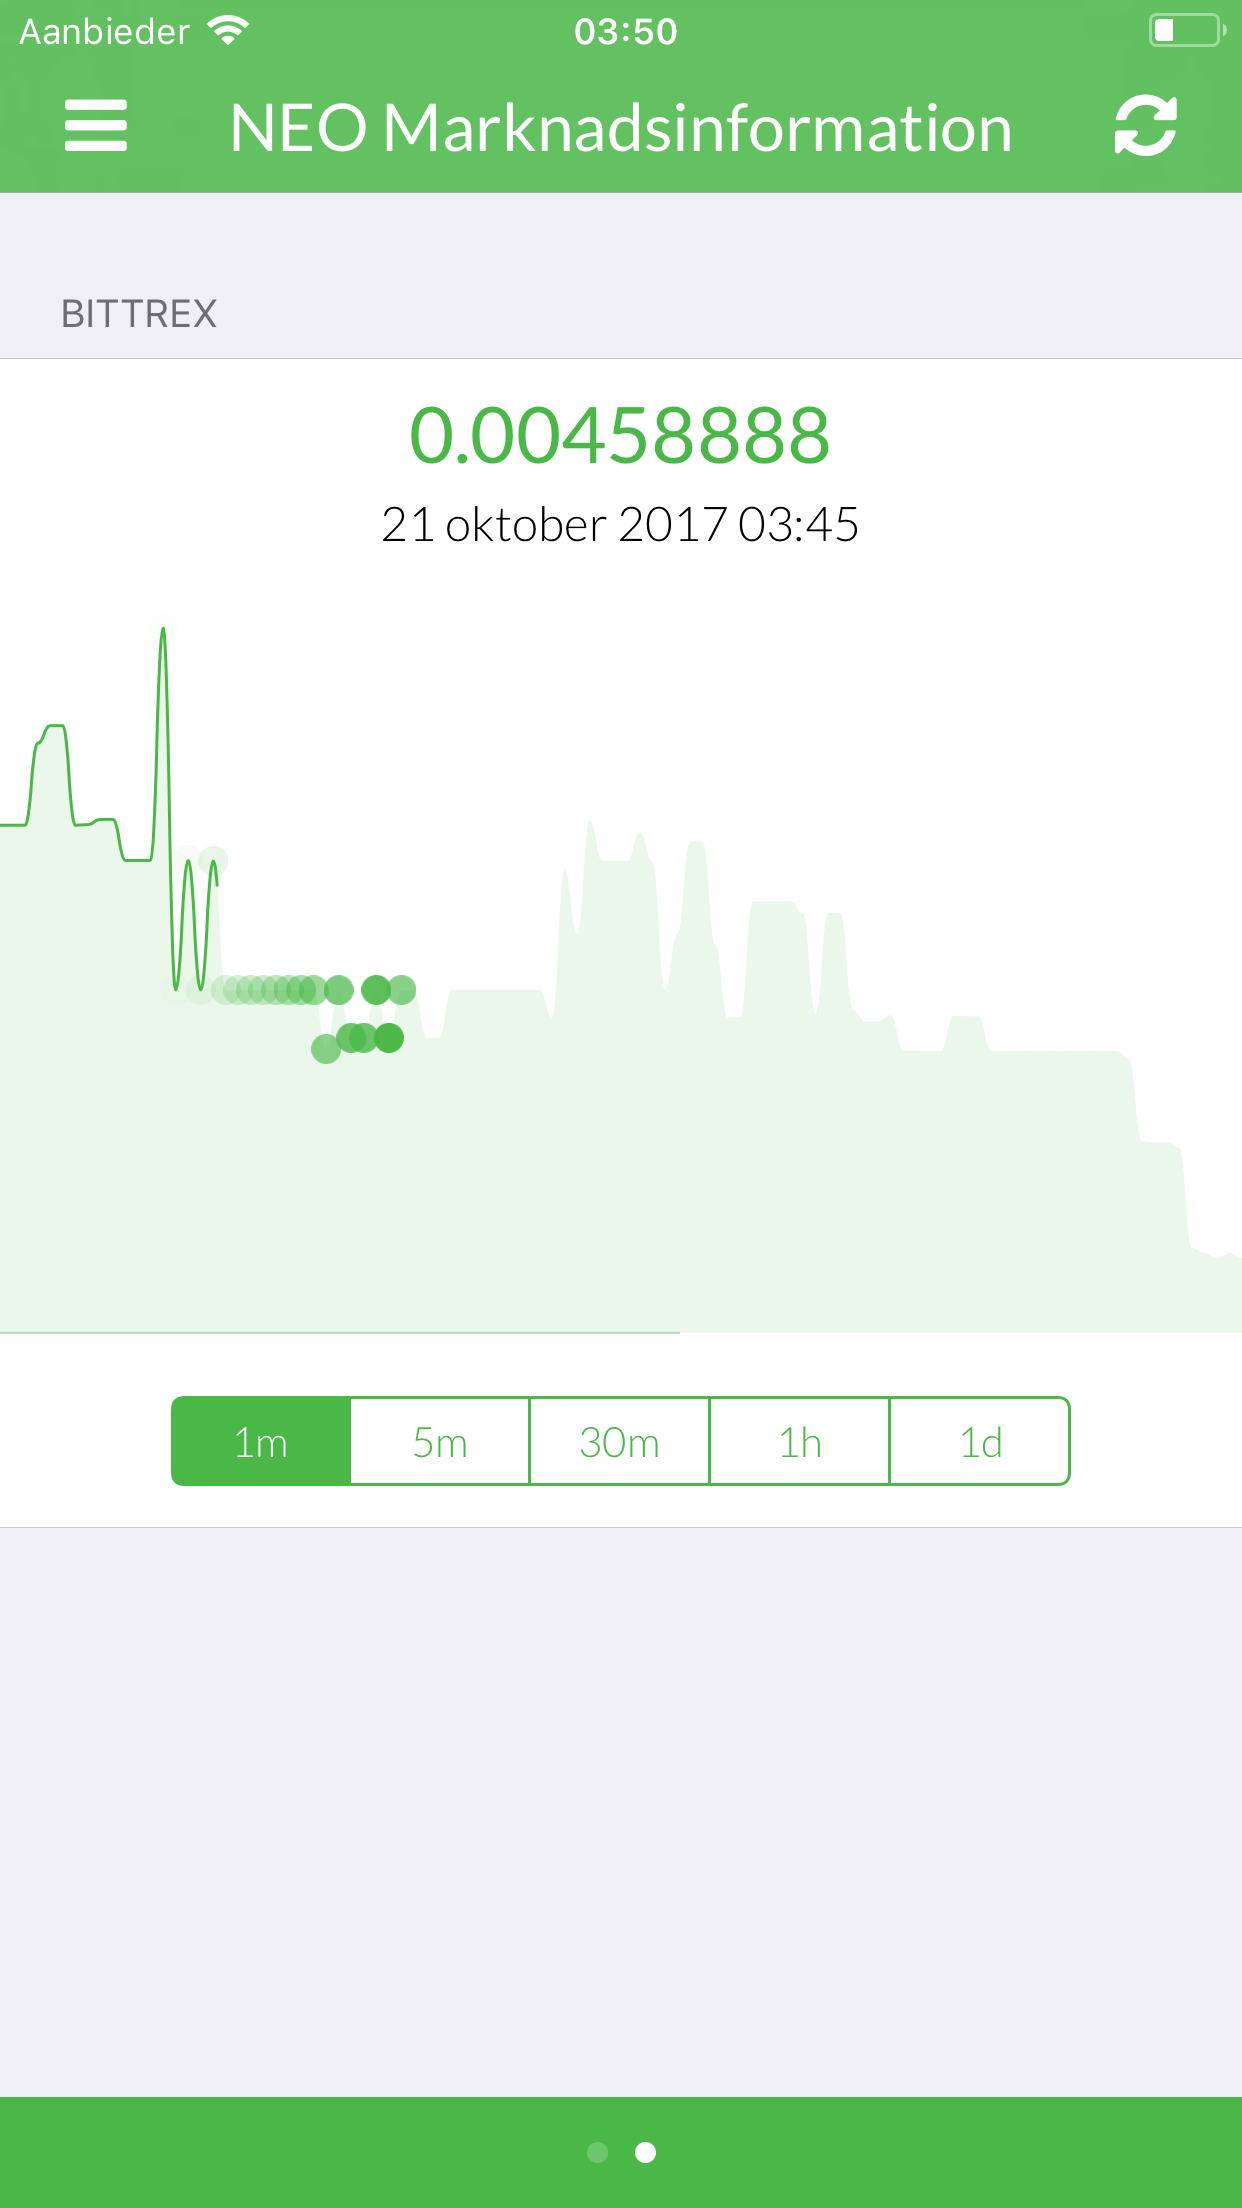 Aanbieder 03:50
NEO Marknadsinformation
BITTREX
0.00458888
21 oktober 2017 03:45
1m 5m 30m 1h 1d